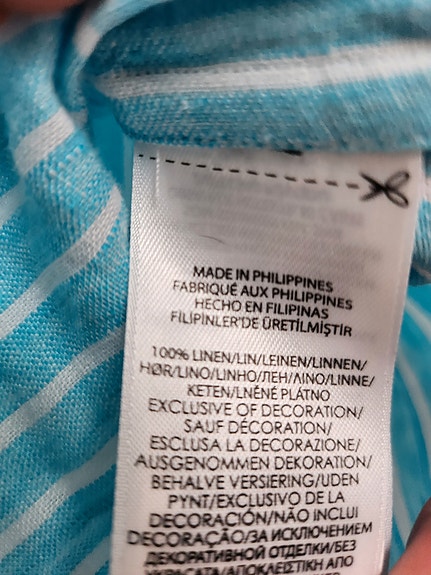 MADE IN PHILIPPINES
FABRIQUÉ AUX PHILIPPINES
HECHO EN FILIPINAS
FİLİPİNLER'DE ÜRETİLMİŞTİR
100% LINEN/LIN/LEINEN/LINNEN/
HØR/LINO/LINHO/ЛЕН/ΛΙΝΟ/LINNE/
KETEN/LNĚNÉ PLÁTNO
EXCLUSIVE OF DECORATION/
SAUF DÉCORATION/
ESCLUSA LA DECORAZIONE/
AUSGENOMMEN DEKORATION/
BEHALVE VERSIERING/UDEN
PYNT/EXCLUSIVO DE LA
DECORACIÓN/NÃO INCLUI
DECORAÇÃO/ЗА ИСКЛЮЧЕНИЕМ
ДЕКОРАТИВНОЙ ОТДЕЛКИ/БЕЗ
УКРАСАТА/ΑΠΟΚΛΕΙΣΤΙΚΗ ΑΠΟ